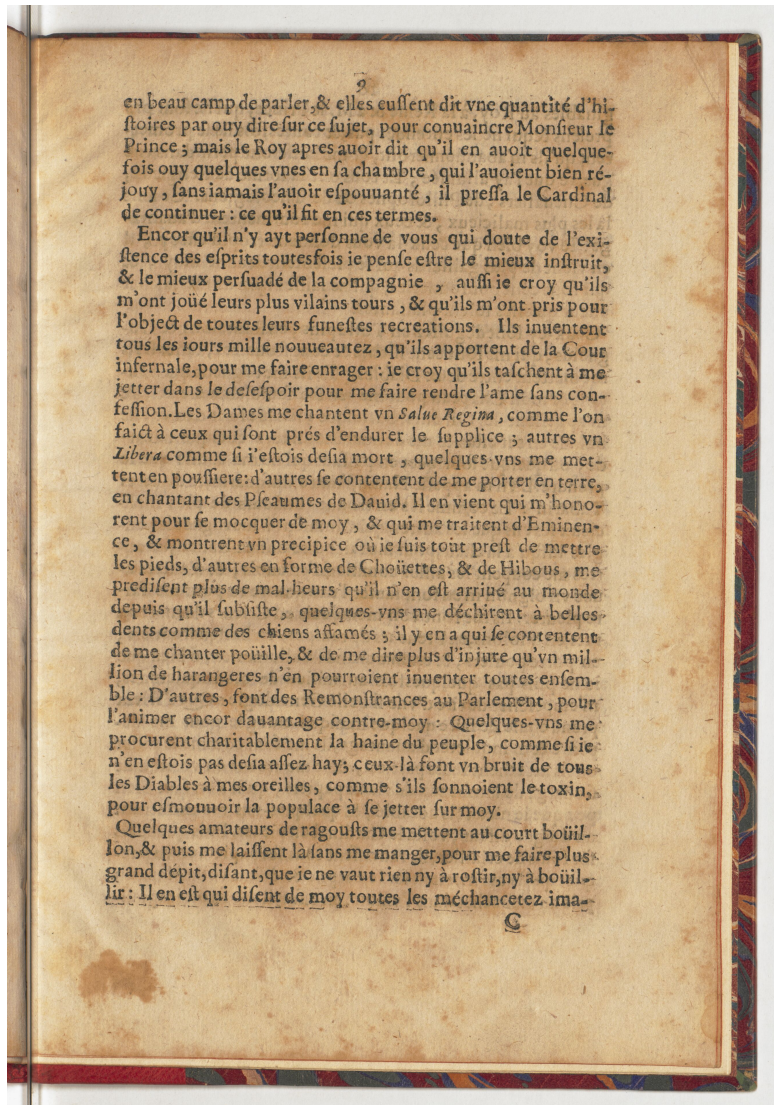 9
en beau camp de parler,& elles eussent dit vne quantité d'hi-
stoires par ouy dire sur ce sujet, pour conuaincre Monsieur le
Prince ; mais le Roy apres auoir dit qu'il en auoit quelque-
fois ouy quelques vnes en sa chambre , qui l'auoient bien ré-
jouy , sans iamais l'auoir espouuanté , il pressa le Cardinal
de continuer : ce qu'il fit en ces termes.
Encor qu'il n'y ayt personne de vous qui doute de l'exi-
stence des esprits toutesfois ie pense estre le mieux instruit,
& le mieux persuadé de la compagnie , aussi ie croy qu'ils
m'ont joüé leurs plus vilains tours , & qu'ils m'ont pris pour
l'object de toutes leurs funestes recreations. Ils inuentent
tous les iours mille nouueautez , qu'ils apportent de la Cour
infernale,pour me faire enrager : ie croy qu'ils taschent à me
jetter dans le desespoir pour me faire rendre l'ame sans con-
fession.Les Dames me chantent vn Salue Regina , comme l'on
faict à ceux qui sont prés d'endurer le supplice ; autres vn
Libera comme si i'estois desia mort , quelques-vns me met-
tent en poussiere:d'autres se contentent de me porter en terre,
en chantant des Pseaumes de Dauid. Il en vient qui m'hono-
rent pour se mocquer de moy , & qui me traitent d'Eminen-
ce , & montrent vn precipice où ie suis tout prest de mettre
les pieds, d'autres en forme de Choüettes, & de Hibous , me
predisent plus de mal-heurs qu'il n'en est arriué au monde
depuis qu'il subsiste , quelques-vns me déchirent à belles
dents comme des chiens affamés ; il y en a qui se contentent
de me chanter poüille, & de me dire plus d'injure qu'vn mil-
lion de harangeres n'en pourroient inuenter toutes ensem-
ble : D'autres , font des Remonstrances au Parlement , pour
l'animer encor dauantage contre-moy : Quelques-vns me
procurent charitablement la haine du peuple , comme si ie
n'en estois pas desia assez hay; ceux-là font vn bruit de tous
les Diables à mes oreilles , comme s'ils sonnoient le toxin,
pour esmouuoir la populace à se jetter sur moy.
Quelques amateurs de ragousts me mettent au court boüil-
lon,& puis me laissent là sans me manger,pour me faire plus
grand dépit,disant,que ie ne vaut rien ny à rostir,ny à boüil-
lir : Il en est qui disent de moy toutes les méchancetez ima-
C